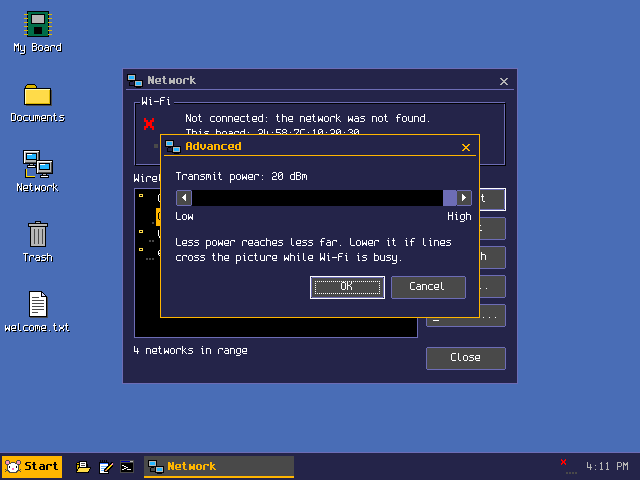 My Board
Documents
Network
Trash
welcome.txt
Network
Wi-Fi
Not connected: the network was not found.
This board: 24:58:7C:10:20:30
Advanced
Transmit power: 20 dBm
Low
High
Less power reaches less far. Lower it if lines
cross the picture while Wi-Fi is busy.
OK
Cancel
4 networks in range
Close
Start
Network
4:11 PM